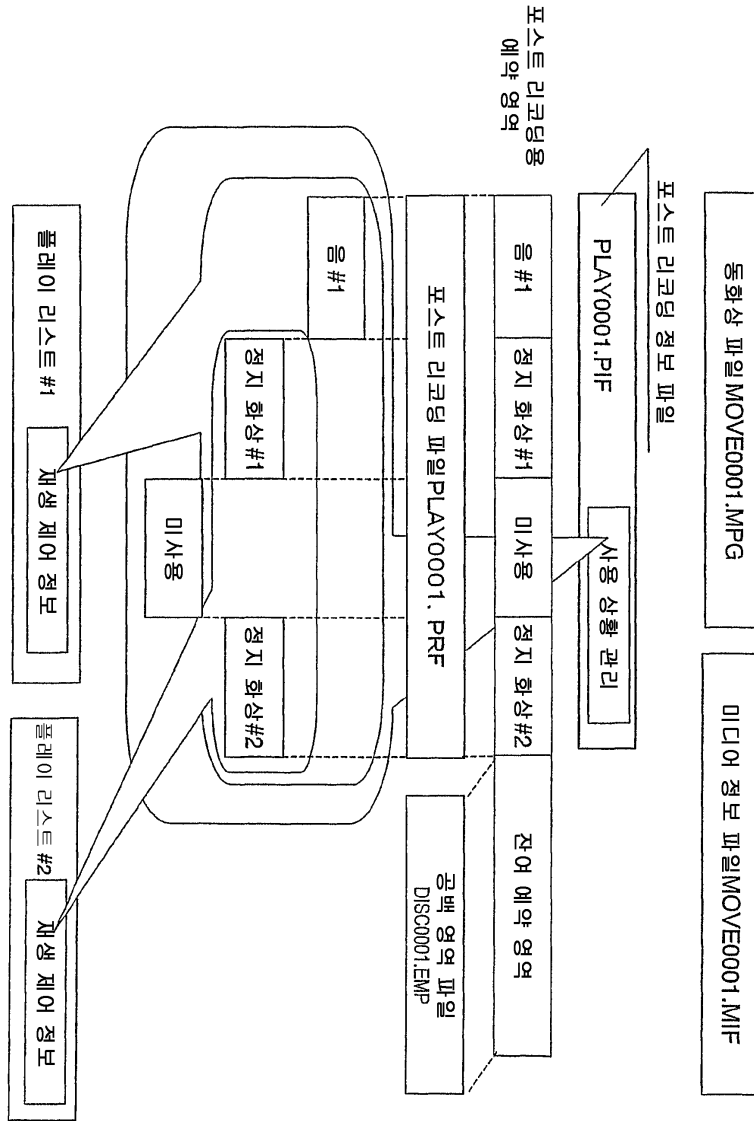 동화상 파일MOVE0001.MPG
미디어 정보 파일MOVE0001.MIF
포스트 리코딩 정보 파일
PLAY0001.PIF
사용 상황 관리
포스트 리코딩용
예약 영역
음#1
정지 화상#1
미사용
정지 화상#2
잔여 예약 영역
포스트 리코딩 파일PLAY0001. PRF
공백 영역 파일
DISC0001.EMP
음#1
정지 화상#1
정지 화상#2
미사용
플레이 리스트 #1
재생 제어 정보
플레이 리스트 #2
재생 제어 정보